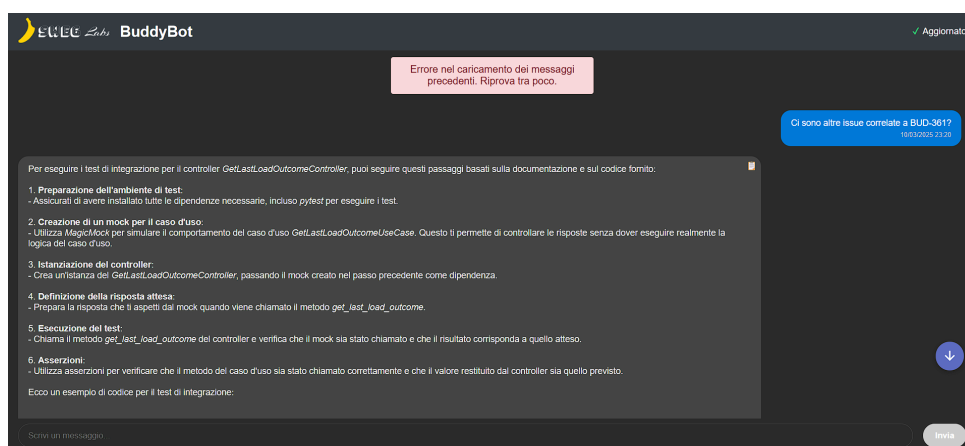 SWEG Labs BuddyBot
✓ Aggiornato
Errore nel caricamento dei messaggi
precedenti. Riprova tra poco.
Ci sono altre issue correlate a BUD-361?
10/03/2025 23:20
Per eseguire i test di integrazione per il controller GetLastLoadOutcomeController, puoi seguire questi passaggi basati sulla documentazione e sul codice fornito:
1. Preparazione dell'ambiente di test:
- Assicurati di avere installato tutte le dipendenze necessarie, incluso pytest per eseguire i test.
2. Creazione di un mock per il caso d'uso:
- Utilizza MagicMock per simulare il comportamento del caso d'uso GetLastLoadOutcomeUseCase. Questo ti permette di controllare le risposte senza dover eseguire realmente la
logica del caso d'uso.
3. Istanziazione del controller:
- Crea un'istanza del GetLastLoadOutcomeController, passando il mock creato nel passo precedente come dipendenza.
4. Definizione della risposta attesa:
- Prepara la risposta che ti aspetti dal mock quando viene chiamato il metodo get_last_load_outcome.
5. Esecuzione del test:
- Chiama il metodo get_last_load_outcome del controller e verifica che il mock sia stato chiamato e che il risultato corrisponda a quello atteso.
6. Asserzioni:
- Utilizza asserzioni per verificare che il metodo del caso d'uso sia stato chiamato correttamente e che il valore restituito dal controller sia quello previsto.
Ecco un esempio di codice per il test di integrazione:
Scrivi un messaggio
Invia